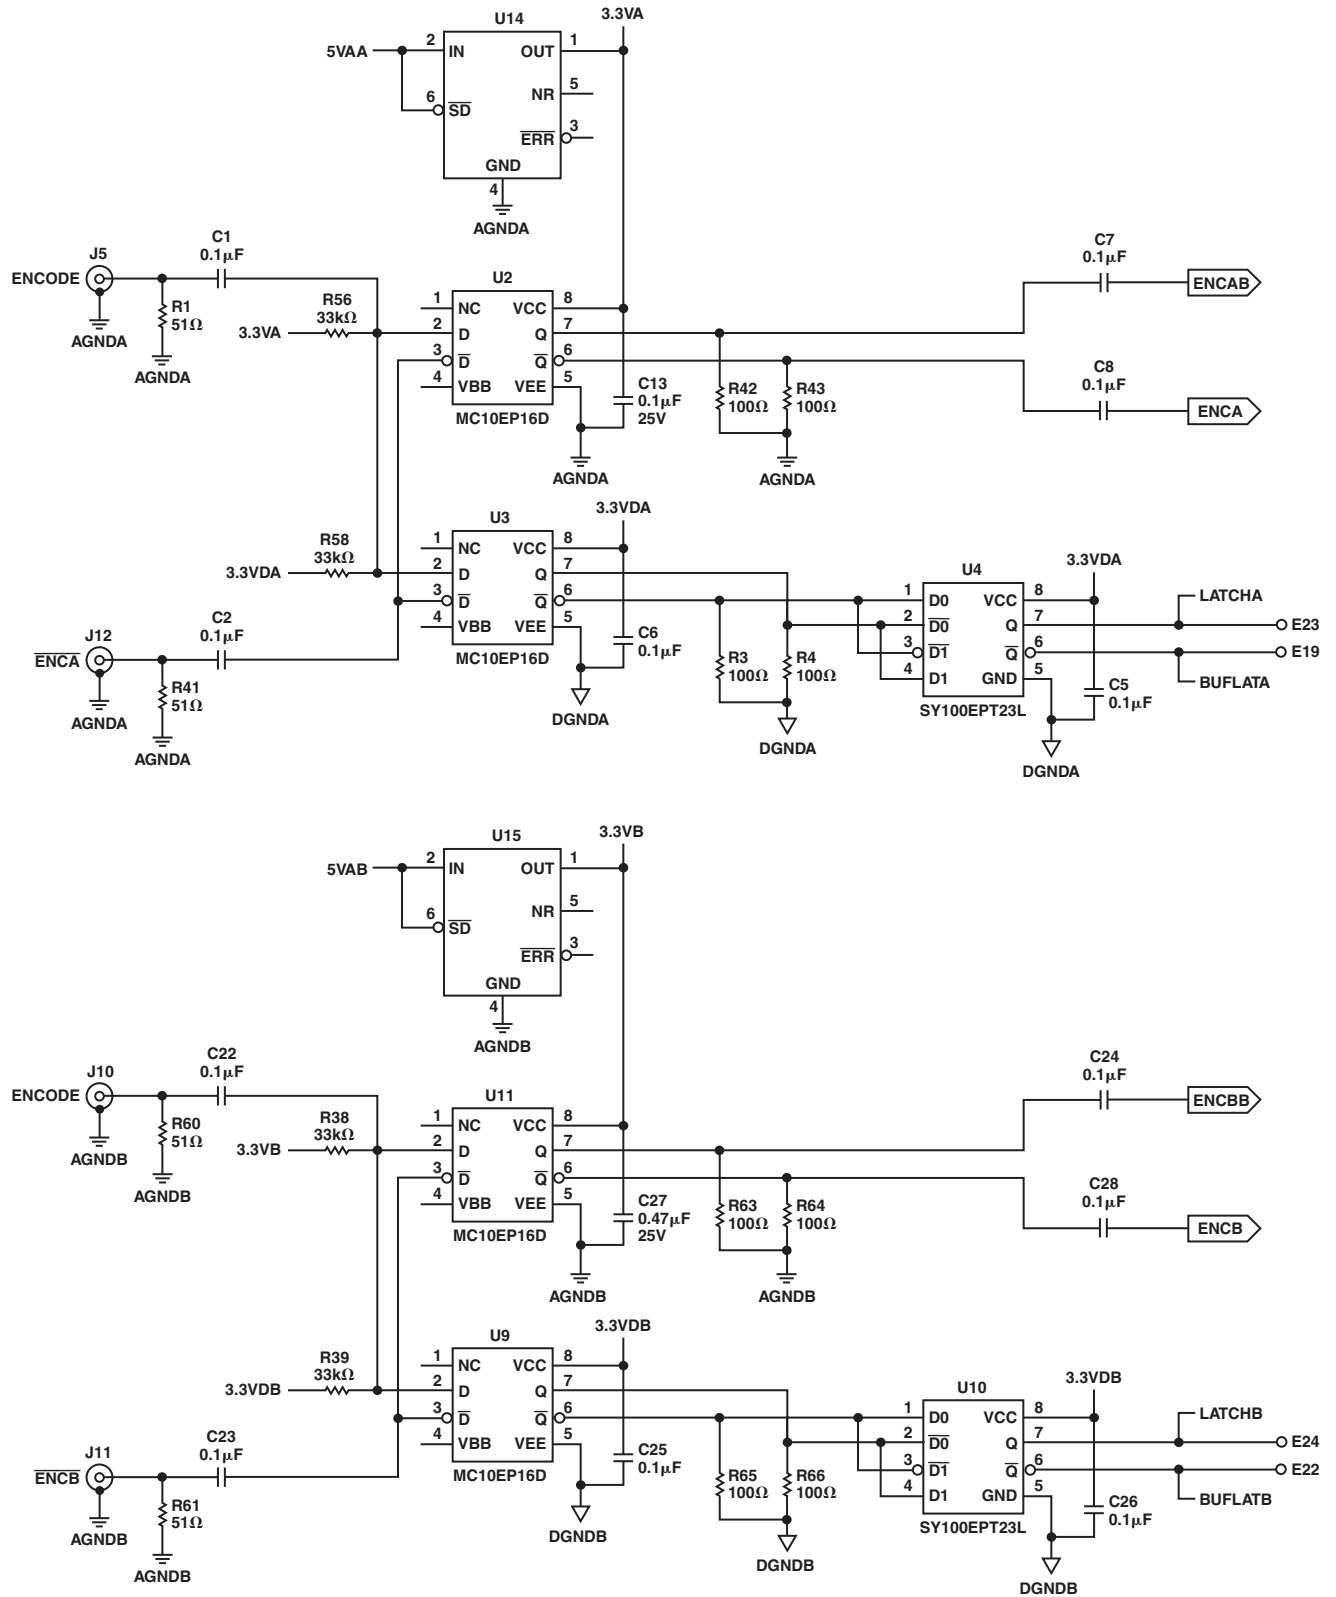 U14
3.3VA
5VAA
2 IN OUT 1
NR 5
6 SD
ERR 3
GND
4
AGNDA
J5
ENCODE
AGNDA
C1
0.1µF
R1
51Ω
AGNDA
R56
33kΩ
3.3VA
U2
1 NC VCC 8
2 D Q 7
3 D Q 6
4 VBB VEE 5
MC10EP16D
C13
0.1µF
25V
AGNDA
R42
100Ω
R43
100Ω
AGNDA
C7
0.1µF
ENCAB
C8
0.1µF
ENCA
3.3VDA
R58
33kΩ
3.3VDA
U3
1 NC VCC 8
2 D Q 7
3 D Q 6
4 VBB VEE 5
MC10EP16D
C6
0.1µF
DGNDA
J12
ENCA
AGNDA
C2
0.1µF
R41
51Ω
AGNDA
R3
100Ω
R4
100Ω
DGNDA
U4
1 D0 VCC 8
2 D0 Q 7
3 D1 Q 6
4 D1 GND 5
SY100EPT23L
3.3VDA
C5
0.1µF
DGNDA
LATCHA
E23
E19
BUFLATA
U15
3.3VB
5VAB
2 IN OUT 1
NR 5
6 SD
ERR 3
GND
4
AGNDB
J10
ENCODE
AGNDB
C22
0.1µF
R60
51Ω
AGNDB
R38
33kΩ
3.3VB
U11
1 NC VCC 8
2 D Q 7
3 D Q 6
4 VBB VEE 5
MC10EP16D
C27
0.47µF
25V
AGNDB
R63
100Ω
R64
100Ω
AGNDB
C24
0.1µF
ENCBB
C28
0.1µF
ENCB
3.3VDB
R39
33kΩ
3.3VDB
U9
1 NC VCC 8
2 D Q 7
3 D Q 6
4 VBB VEE 5
MC10EP16D
C25
0.1µF
DGNDB
J11
ENCB
AGNDB
C23
0.1µF
R61
51Ω
AGNDB
R65
100Ω
R66
100Ω
DGNDB
U10
1 D0 VCC 8
2 D0 Q 7
3 D1 Q 6
4 D1 GND 5
SY100EPT23L
3.3VDB
C26
0.1µF
DGNDB
LATCHB
E24
E22
BUFLATB